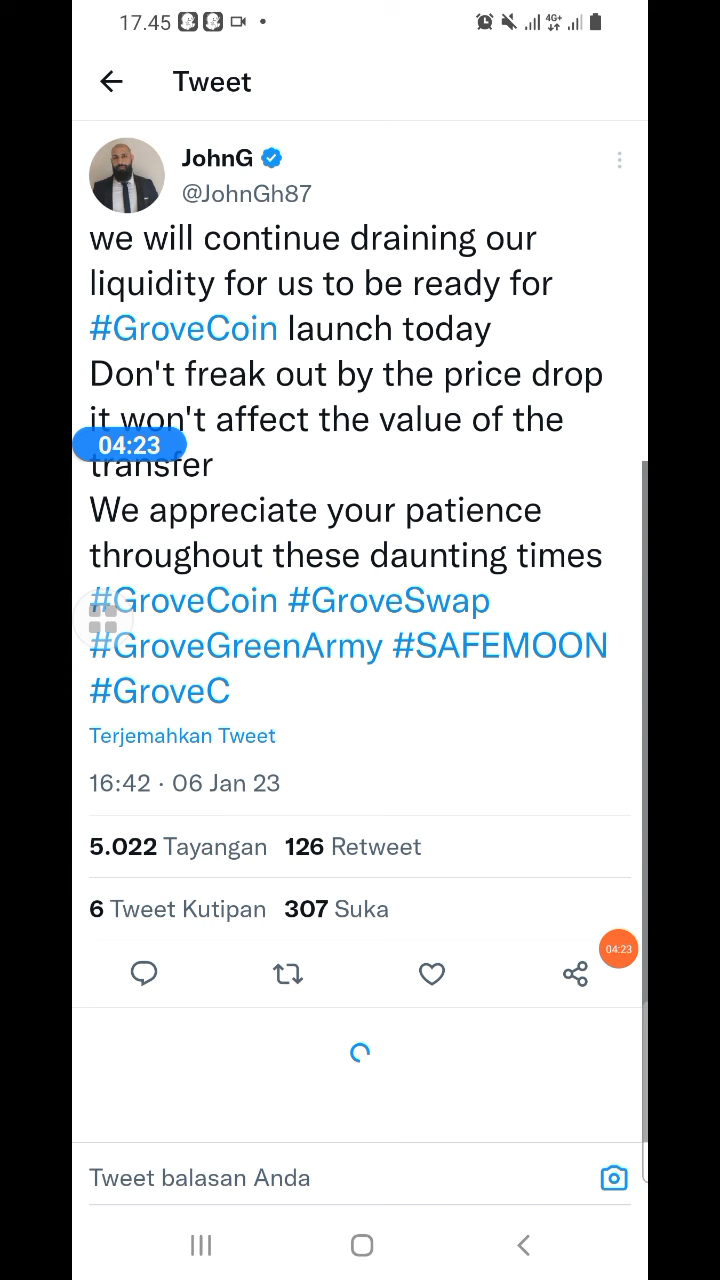 17.45
4G+
Tweet
JohnG
@JohnGh87
we will continue draining our
liquidity for us to be ready for
#GroveCoin launch today
Don't freak out by the price drop
it won't affect the value of the
04:23
transfer
We appreciate your patience
throughout these daunting times
#GroveCoin #GroveSwap
#GroveGreenArmy #SAFEMOON
#GroveC
Terjemahkan Tweet
16:42 · 06 Jan 23
5.022 Tayangan 126 Retweet
6 Tweet Kutipan 307 Suka
04:23
Tweet balasan Anda